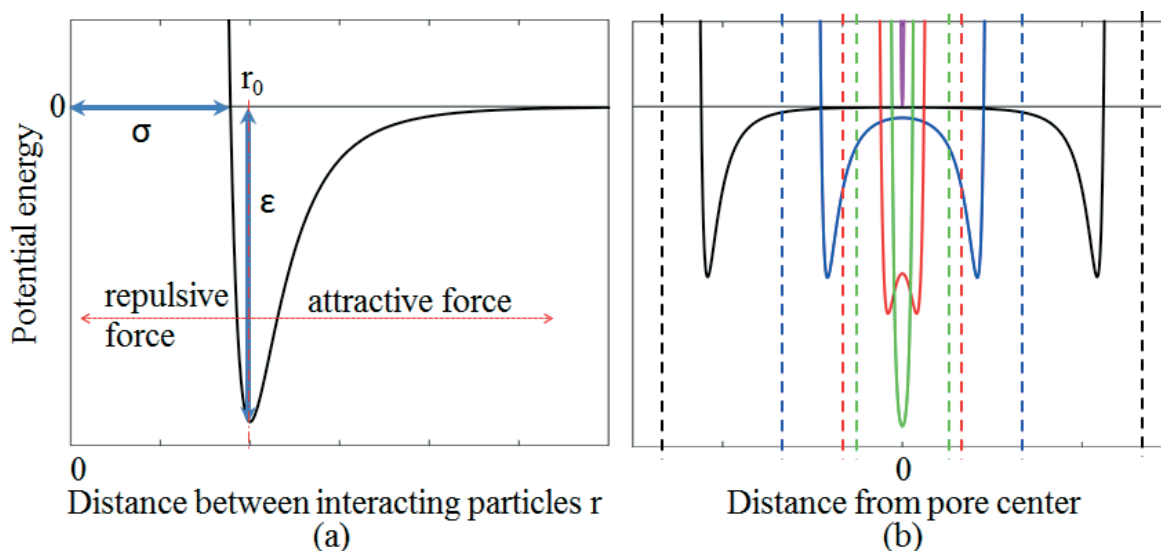 0
r₀
σ
ε
Potential energy
repulsive
force
attractive force
0
Distance between interacting particles r
(a)
0
Distance from pore center
(b)